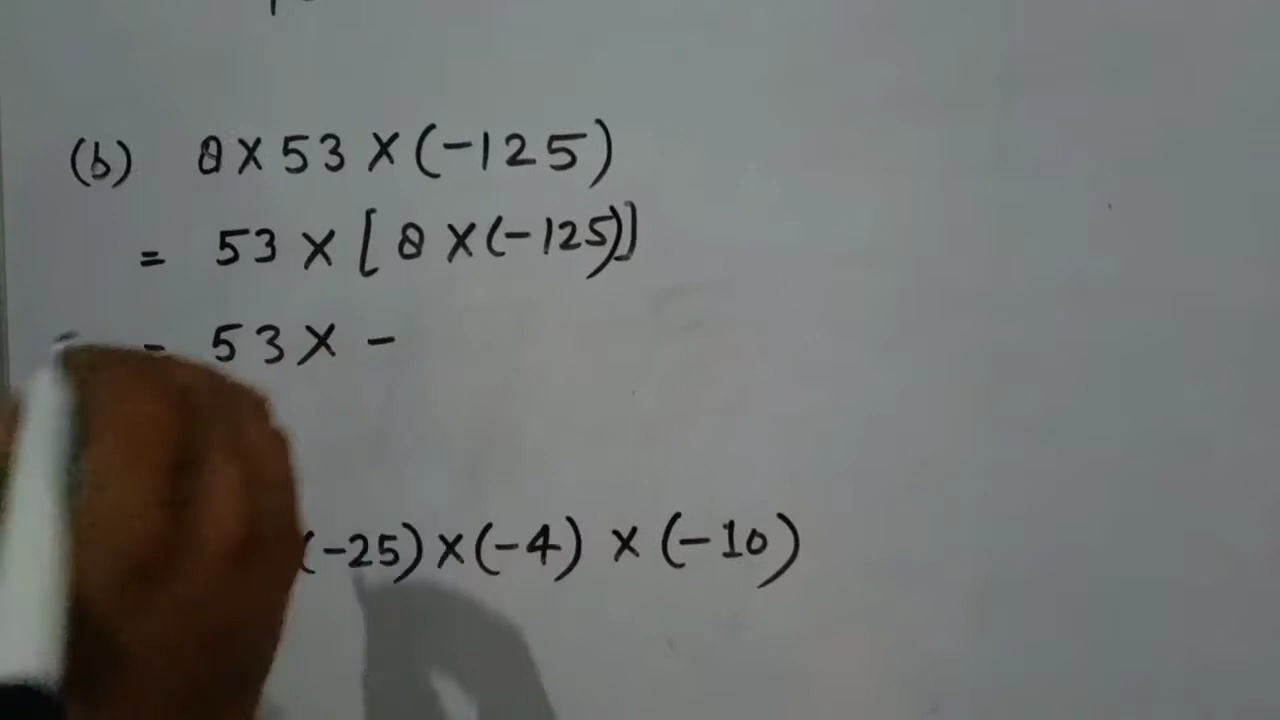 (b) 8 × 53 × (-125)
= 53 × [8 × (-125)]
= 53 × -
(-25) × (-4) × (-10)